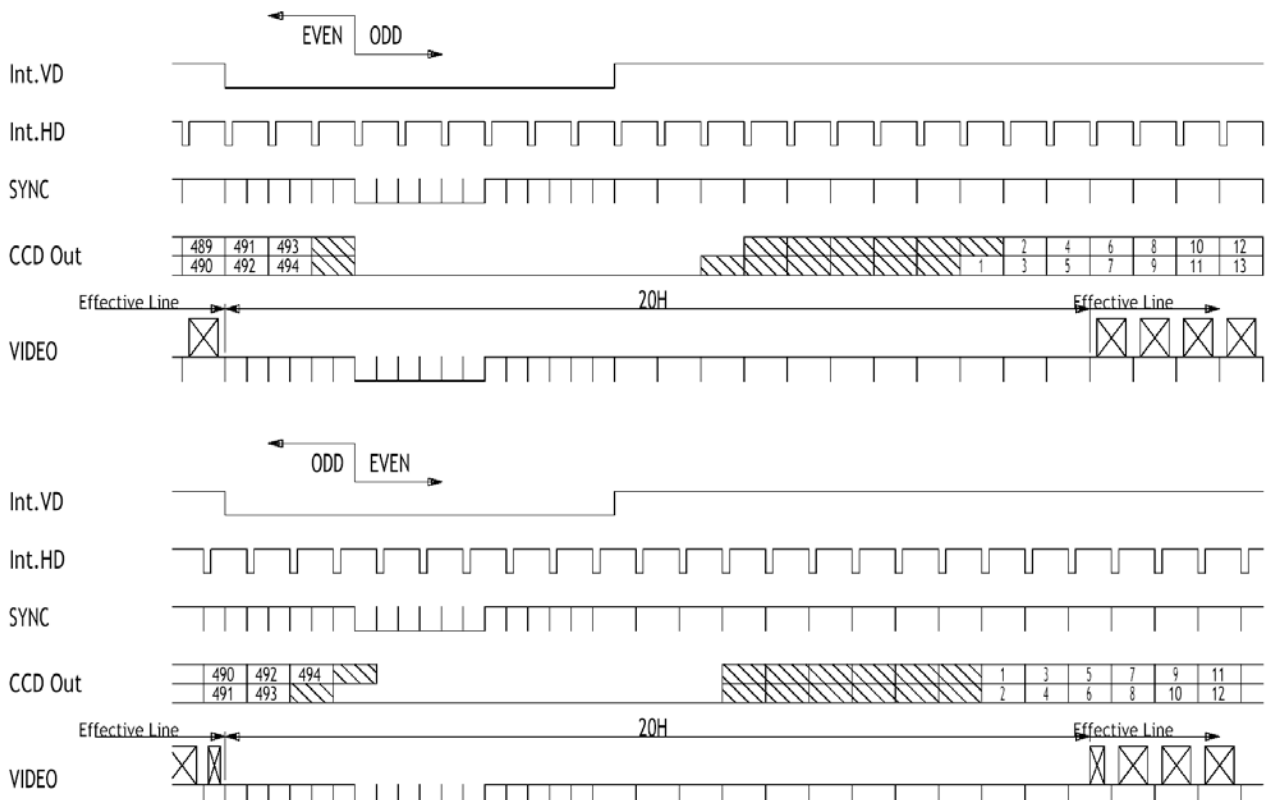 EVEN ODD
Int.VD
Int.HD
SYNC
489 491 493 2 4 6 8 10 12
CCD Out
490 492 494 1 3 5 7 9 11 13
Effective Line 20H Effective Line
VIDEO
ODD EVEN
Int.VD
Int.HD
SYNC
490 492 494 1 3 5 7 9 11
CCD Out
491 493 2 4 6 8 10 12
Effective Line 20H Effective Line
VIDEO